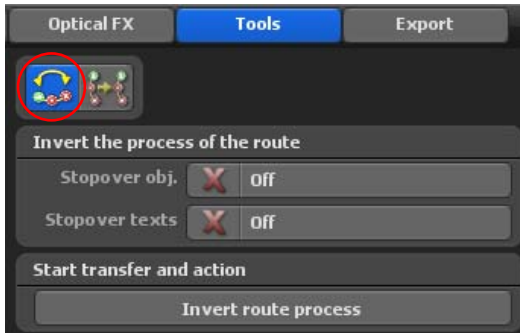 Optical FX Tools Export
Invert the process of the route
Stopover obj. Off
Stopover texts Off
Start transfer and action
Invert route process